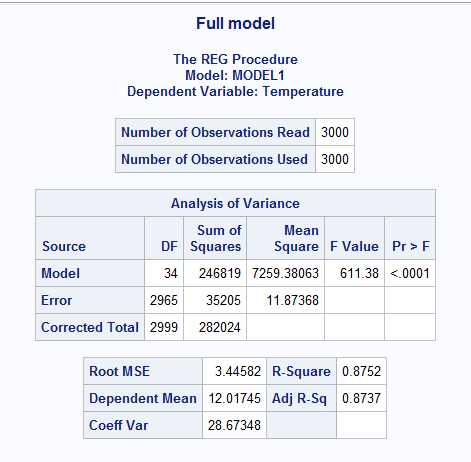 Full model
The REG Procedure
Model: MODEL1
Dependent Variable: Temperature
Number of Observations Read 3000
Number of Observations Used 3000
Analysis of Variance
Source DF Sum of Squares Mean Square F Value Pr > F
Model 34 246819 7259.38063 611.38 <.0001
Error 2965 35205 11.87368
Corrected Total 2999 282024
Root MSE 3.44582 R-Square 0.8752
Dependent Mean 12.01745 Adj R-Sq 0.8737
Coeff Var 28.67348